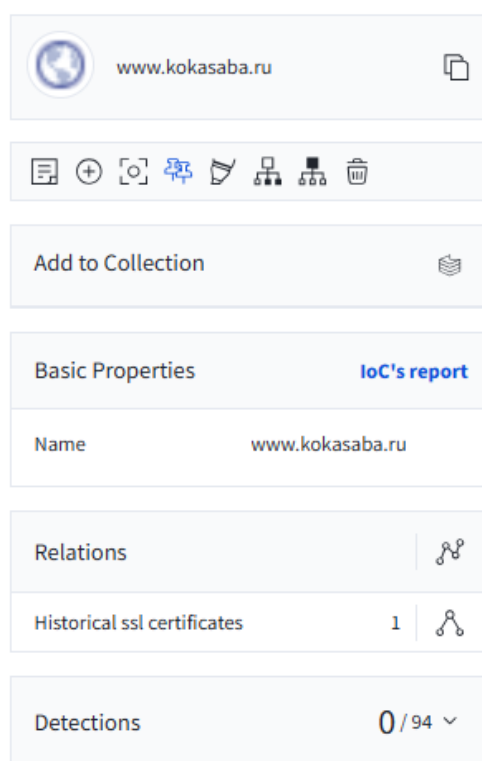 www.kokasaba.ru
Add to Collection
Basic Properties IoC's report
Name www.kokasaba.ru
Relations
Historical ssl certificates 1
Detections 0 / 94